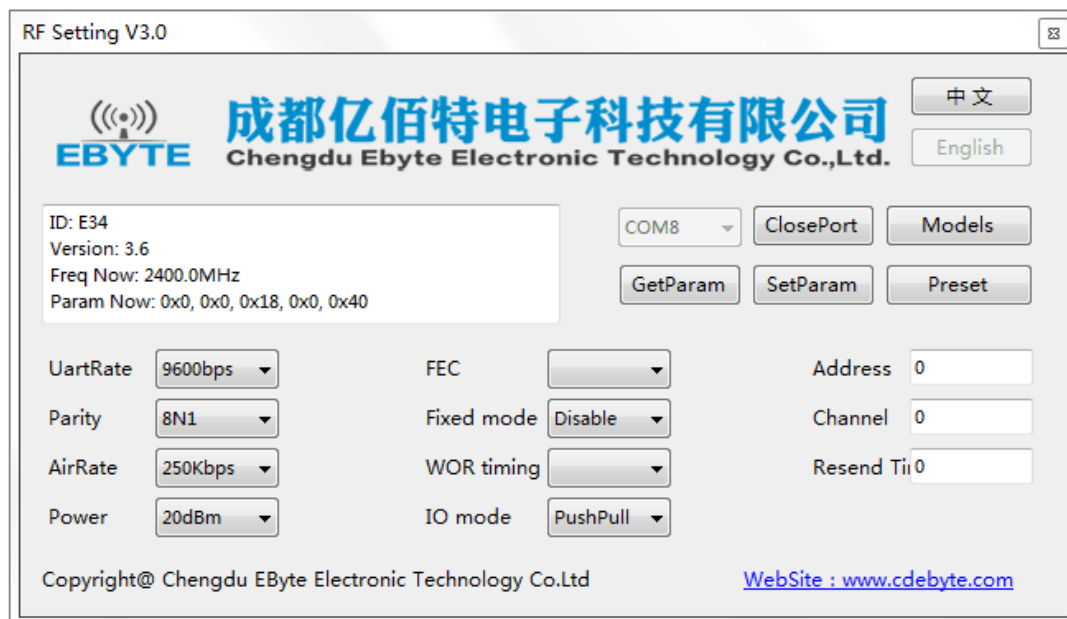 RF Setting V3.0
中文
成都亿佰特电子科技有限公司
EBYTE
Chengdu Ebyte Electronic Technology Co.,Ltd.
English
ID: E34
Version: 3.6
Freq Now: 2400.0MHz
Param Now: 0x0, 0x0, 0x18, 0x0, 0x40
COM8 ClosePort Models
GetParam SetParam Preset
UartRate 9600bps FEC Address 0
Parity 8N1 Fixed mode Disable Channel 0
AirRate 250Kbps WOR timing Resend Ti 0
Power 20dBm IO mode PushPull
Copyright@ Chengdu EByte Electronic Technology Co.Ltd WebSite : www.cdebyte.com